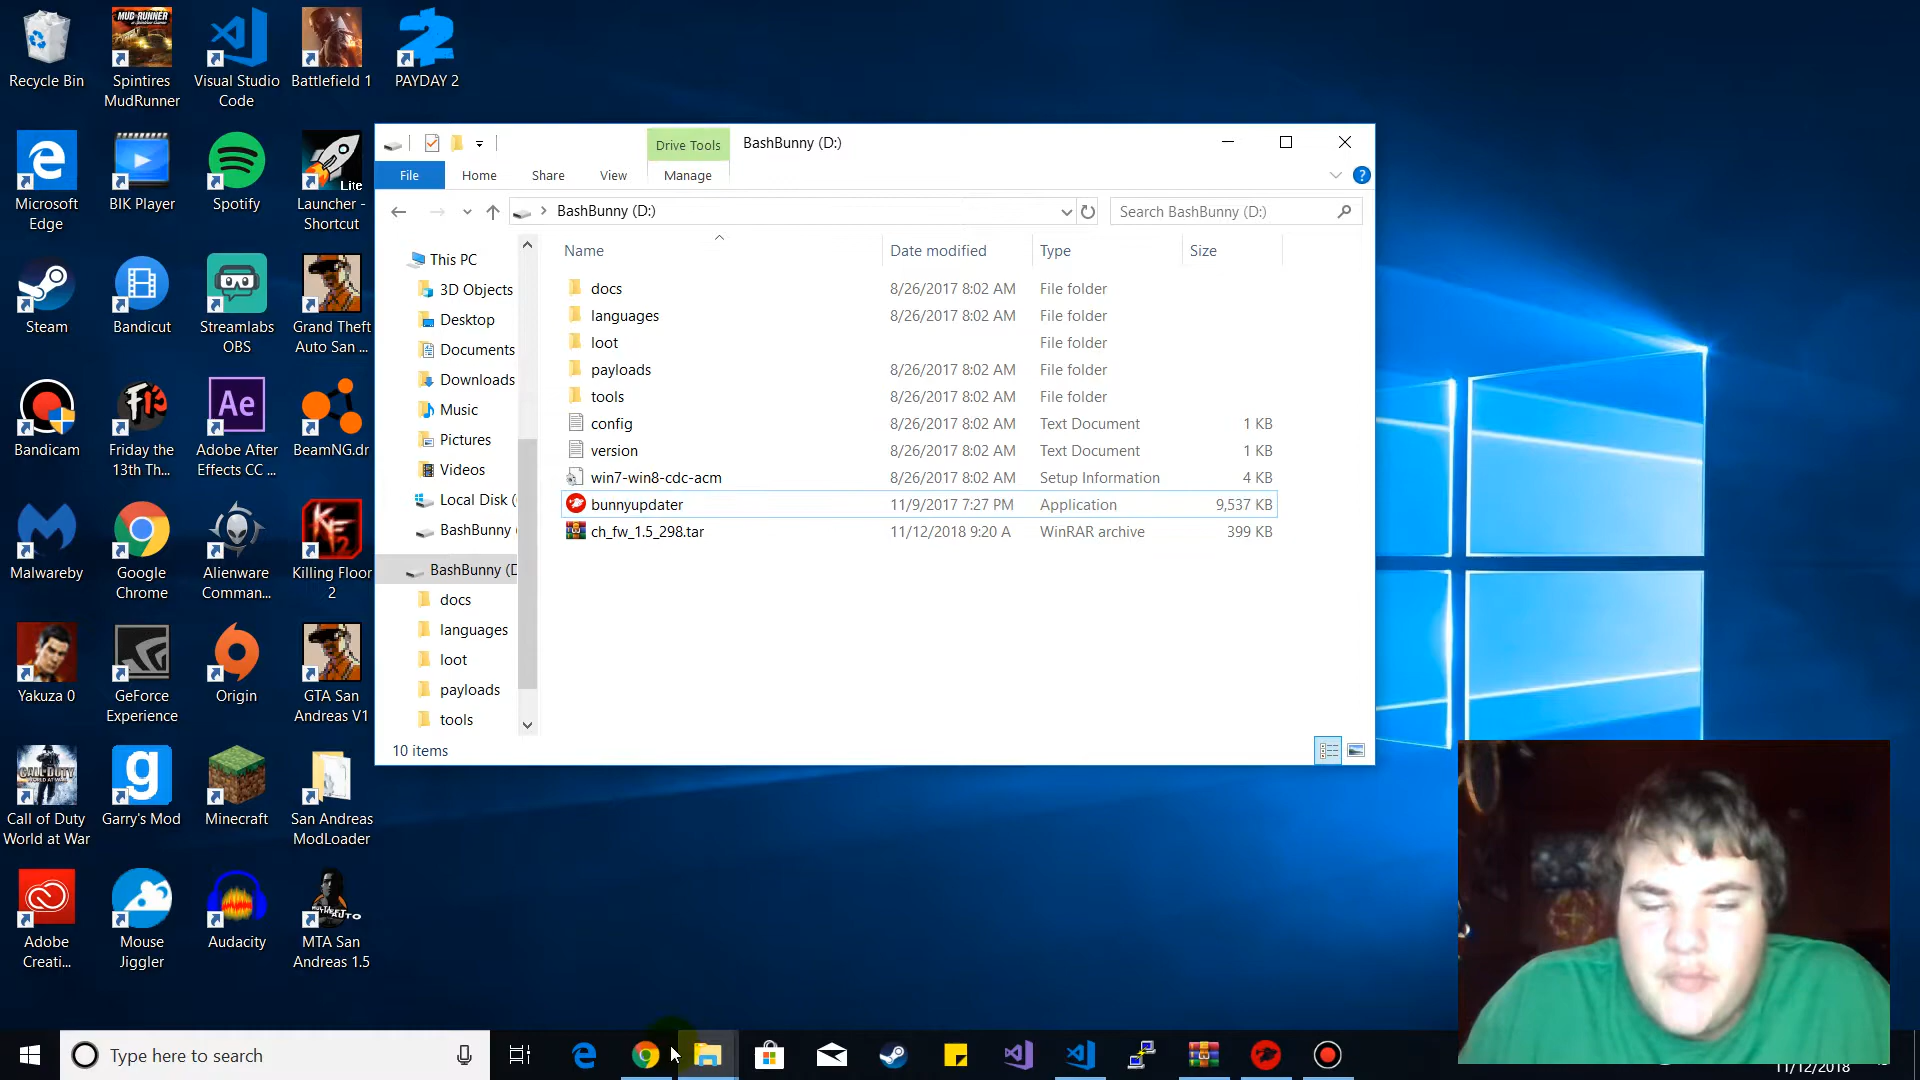 Recycle Bin
Spintires
MudRunner
Visual Studio
Code
Battlefield 1
PAYDAY 2
Microsoft
Edge
BIK Player
Spotify
Lite
Launcher -
Shortcut
Steam
Bandicut
Streamlabs
OBS
Grand Theft
Auto San ...
Bandicam
Friday the
13th Th...
Adobe After
Effects CC ...
BeamNG.dr
Malwareby
Google
Chrome
Alienware
Comman...
Killing Floor
2
Yakuza 0
GeForce
Experience
Origin
GTA San
Andreas V1
Call of Duty
World at War
Garry's Mod
Minecraft
San Andreas
ModLoader
Adobe
Creati...
Mouse
Jiggler
Audacity
MTA San
Andreas 1.5
Drive Tools
BashBunny (D:)
File
Home
Share
View
Manage
BashBunny (D:)
Search BashBunny (D:)
Name
Date modified
Type
Size
This PC
3D Objects
Desktop
Documents
Downloads
Music
Pictures
Videos
Local Disk (
BashBunny (
BashBunny (D
docs
languages
loot
payloads
tools
docs 8/26/2017 8:02 AM File folder
languages 8/26/2017 8:02 AM File folder
loot File folder
payloads 8/26/2017 8:02 AM File folder
tools 8/26/2017 8:02 AM File folder
config 8/26/2017 8:02 AM Text Document 1 KB
version 8/26/2017 8:02 AM Text Document 1 KB
win7-win8-cdc-acm 8/26/2017 8:02 AM Setup Information 4 KB
bunnyupdater 11/9/2017 7:27 PM Application 9,537 KB
ch_fw_1.5_298.tar 11/12/2018 9:20 A WinRAR archive 399 KB
10 items
Type here to search
11/12/2018